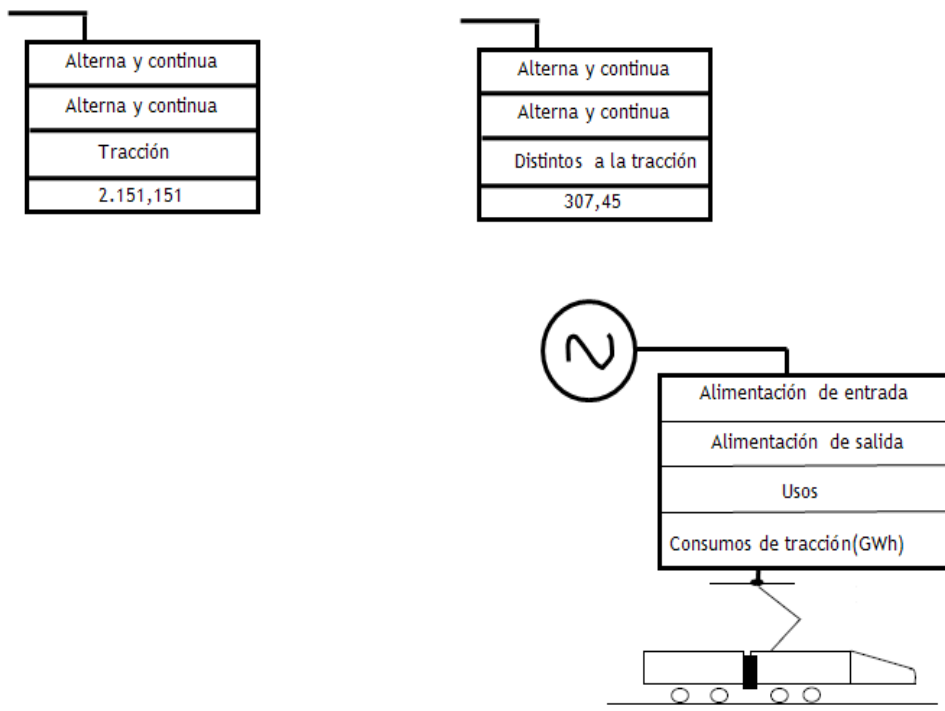 Alterna y continua
Alterna y continua
Tracción
2.151,151
Alterna y continua
Alterna y continua
Distintos a la tracción
307,45
Alimentación de entrada
Alimentación de salida
Usos
Consumos de tracción(GWh)